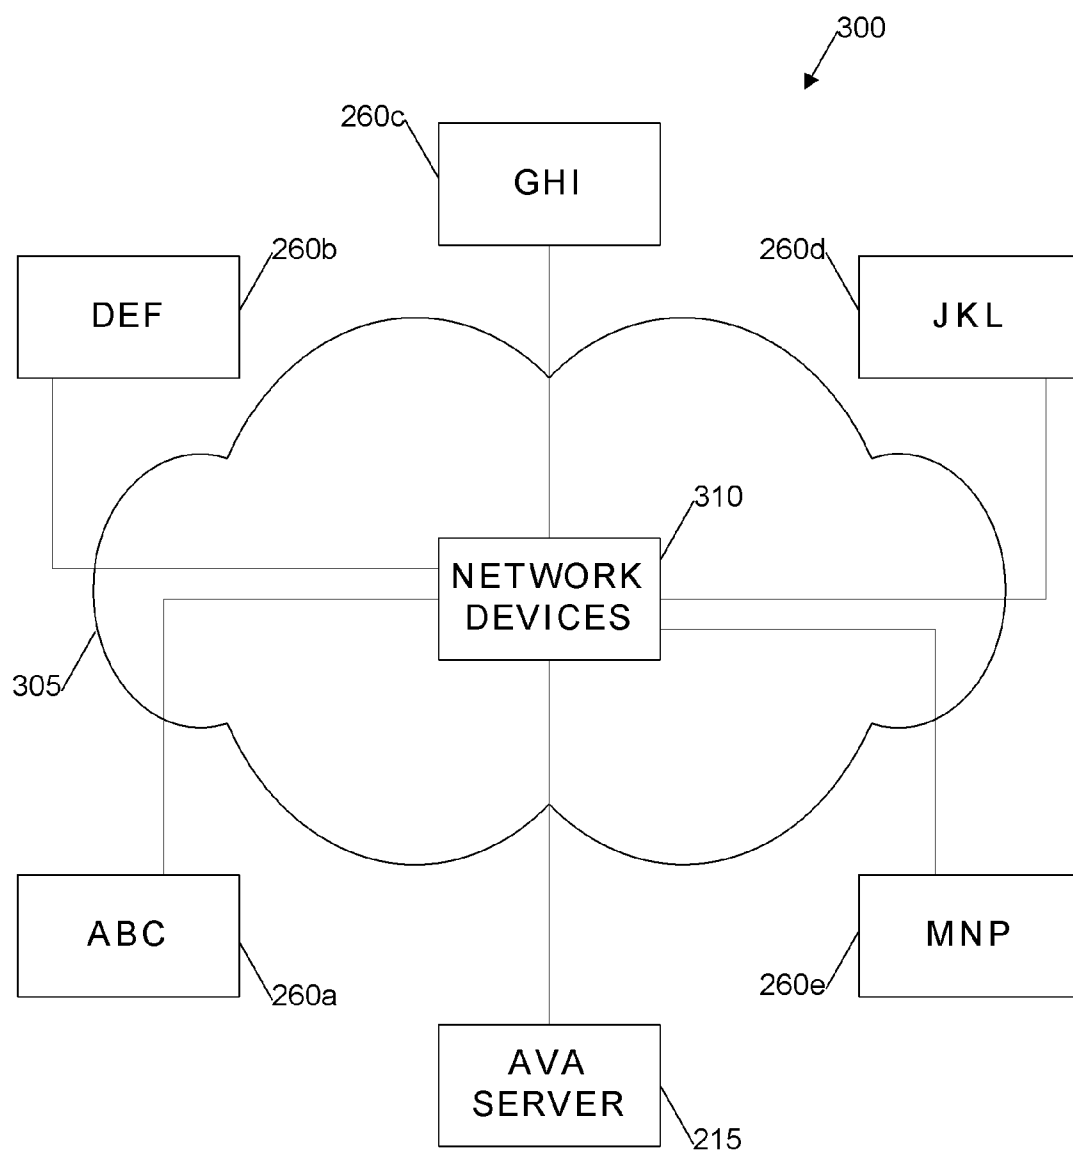 300
260c
GHI
260b
260d
DEF
JKL
310
NETWORK
DEVICES
305
ABC
MNP
260a
260e
AVA
SERVER
215